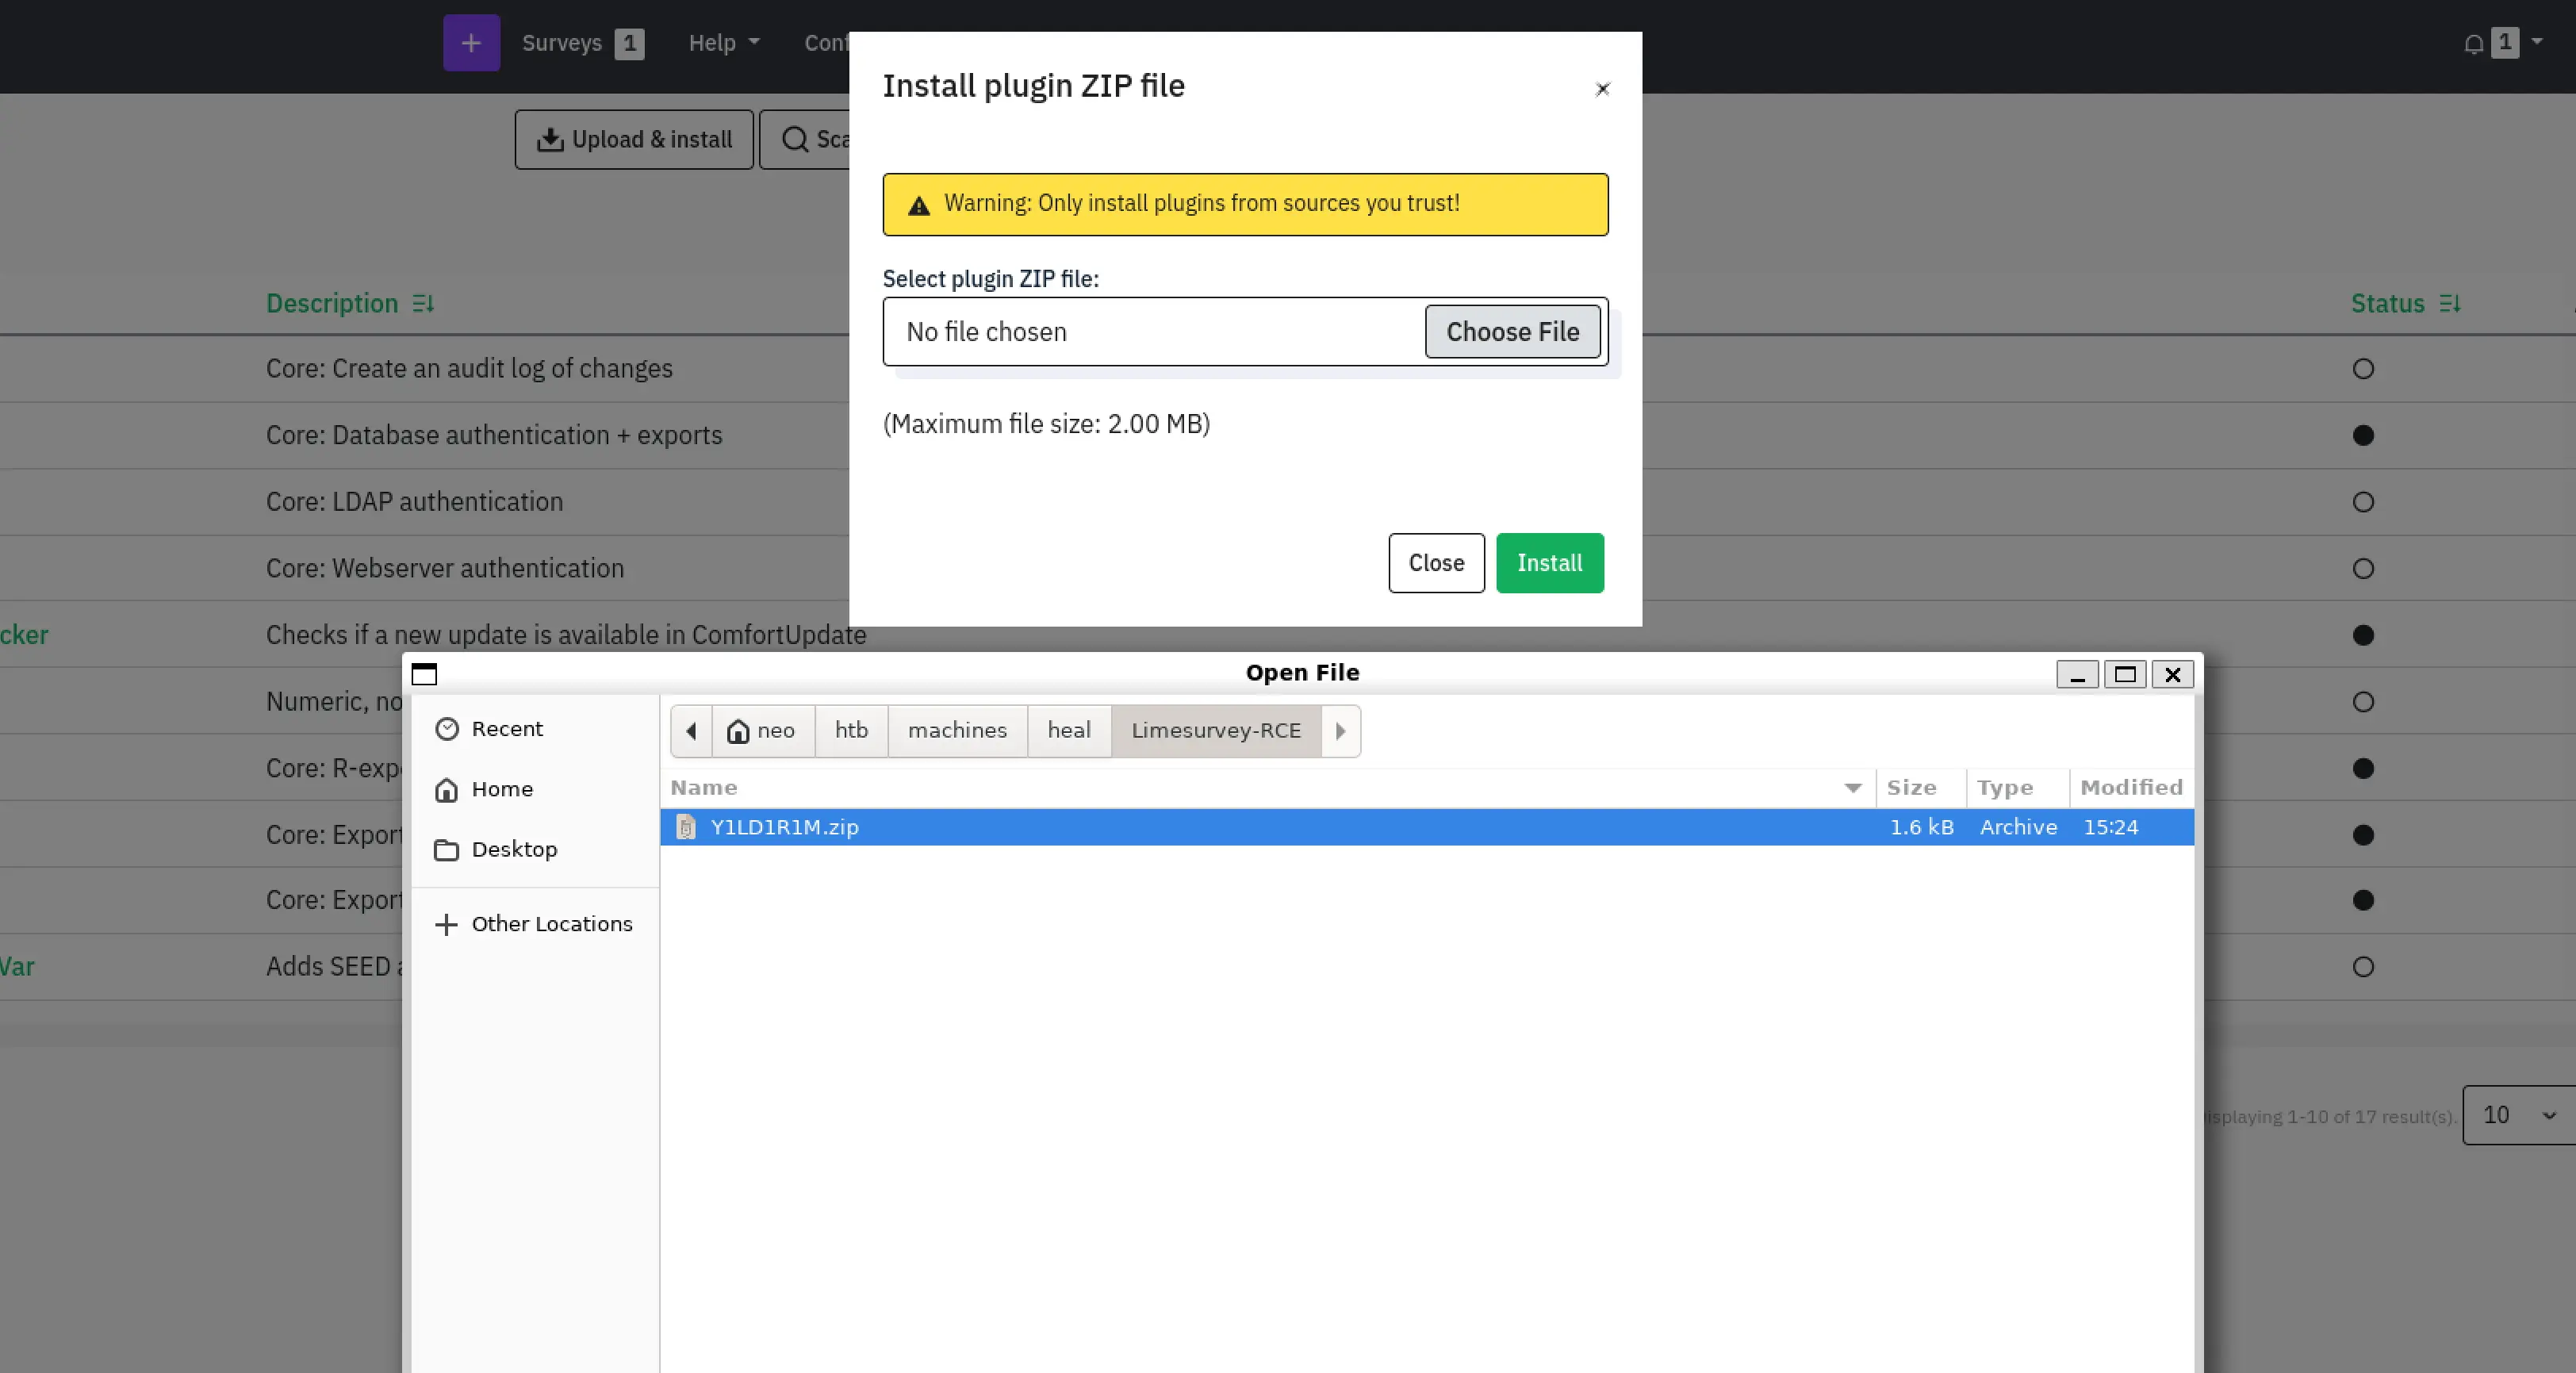 + Surveys 1 Help Conf 1
Install plugin ZIP file
Upload & install Sca
Warning: Only install plugins from sources you trust!
Select plugin ZIP file:
No file chosen Choose File
(Maximum file size: 2.00 MB)
Close Install
Description Status
Core: Create an audit log of changes
Core: Database authentication + exports
Core: LDAP authentication
Core: Webserver authentication
cker Checks if a new update is available in ComfortUpdate
Numeric, no
Core: R-exp
Core: Export
Core: Export
Var Adds SEED a
isplaying 1-10 of 17 result(s). 10
Open File
Recent
Home
Desktop
Other Locations
neo htb machines heal Limesurvey-RCE
Name Size Type Modified
Y1LD1R1M.zip 1.6 kB Archive 15:24